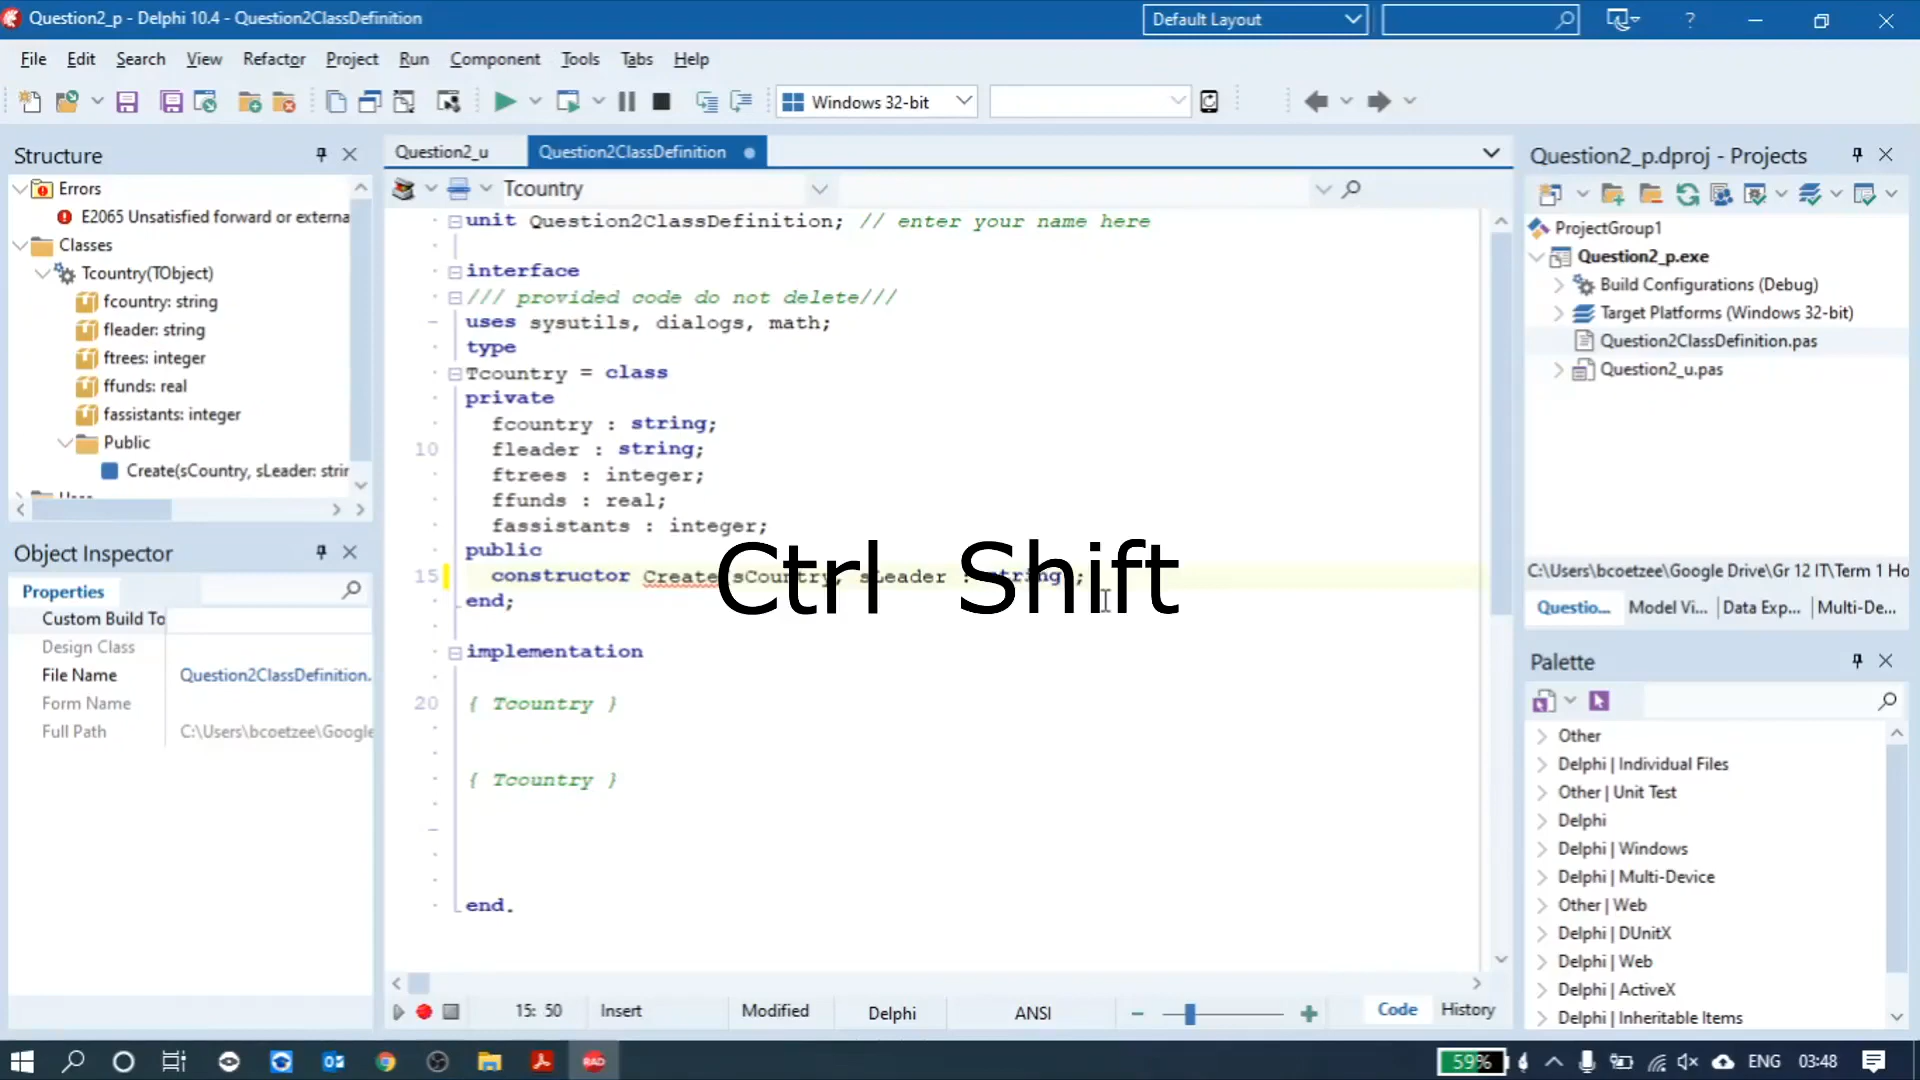 Question2_p - Delphi 10.4 - Question2ClassDefinition
Default Layout
?
File Edit Search View Refactor Project Run Component Tools Tabs Help
Windows 32-bit
Structure
Errors
E2065 Unsatisfied forward or externa
Classes
Tcountry(TObject)
fcountry: string
fleader: string
ftrees: integer
ffunds: real
fassistants: integer
Public
Create(sCountry, sLeader: strin
Object Inspector
Properties
Custom Build To
Design Class
File Name Question2ClassDefinition.
Form Name
Full Path C:\Users\bcoetzee\Google
Question2_u Question2ClassDefinition
Tcountry
unit Question2ClassDefinition; // enter your name here
interface
/// provided code do not delete///
uses sysutils, dialogs, math;
type
Tcountry = class
private
fcountry : string;
10 fleader : string;
ftrees : integer;
ffunds : real;
fassistants : integer;
public
15 constructor Create(sCountry, sLeader : string);
Ctrl Shift
end;
implementation
20 { Tcountry }
{ Tcountry }
end.
15: 50 Insert Modified Delphi ANSI Code History
Question2_p.dproj - Projects
ProjectGroup1
Question2_p.exe
Build Configurations (Debug)
Target Platforms (Windows 32-bit)
Question2ClassDefinition.pas
Question2_u.pas
C:\Users\bcoetzee\Google Drive\Gr 12 IT\Term 1 Ho
Questio... Model Vi... Data Exp... Multi-De...
Palette
Other
Delphi | Individual Files
Other | Unit Test
Delphi
Delphi | Windows
Delphi | Multi-Device
Other | Web
Delphi | DUnitX
Delphi | Web
Delphi | ActiveX
Delphi | Inheritable Items
RAD
59% ENG 03:48